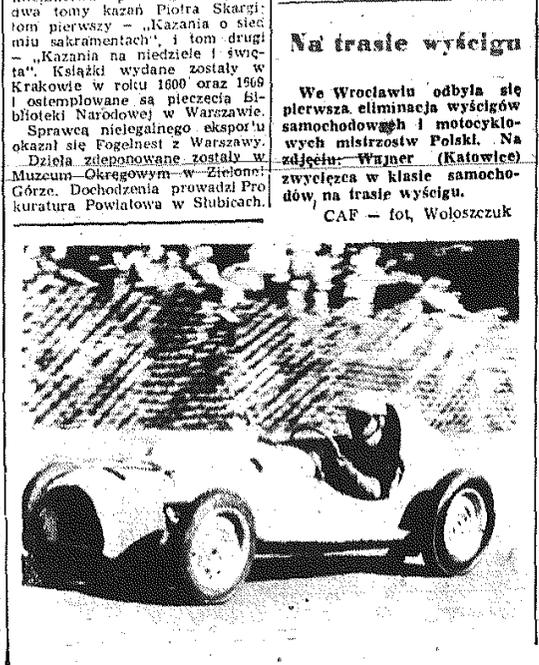 dwa tomy kazań Piotra Skargi:
tom pierwszy — „Kazania o sied
miu sakramentach", i tom drugi
— „Kazania na niedziele i świę-
ta". Książki wydane zostały w
Krakowie w roku 1600 oraz 1609
i ostemplowane są pieczęcią Bi-
blioteki Narodowej w Warszawie.
Sprawcą nielegalnego eksportu
okazał się Fogelnest z Warszawy.
Dzieła zdeponowane zostały w
Muzeum Okręgowym w Zielonej
Górze. Dochodzenia prowadzi Pro
kuratura Powiatowa w Słubicach.
Na trasie wyścigu
We Wrocławiu odbyła się
pierwsza eliminacja wyścigów
samochodowych i motocyklo-
wych mistrzostw Polski. Na
zdjęciu: Wajner (Katowice)
zwycięzca w klasie samocho-
dów na trasie wyścigu.
CAF — fot. Wołoszczuk